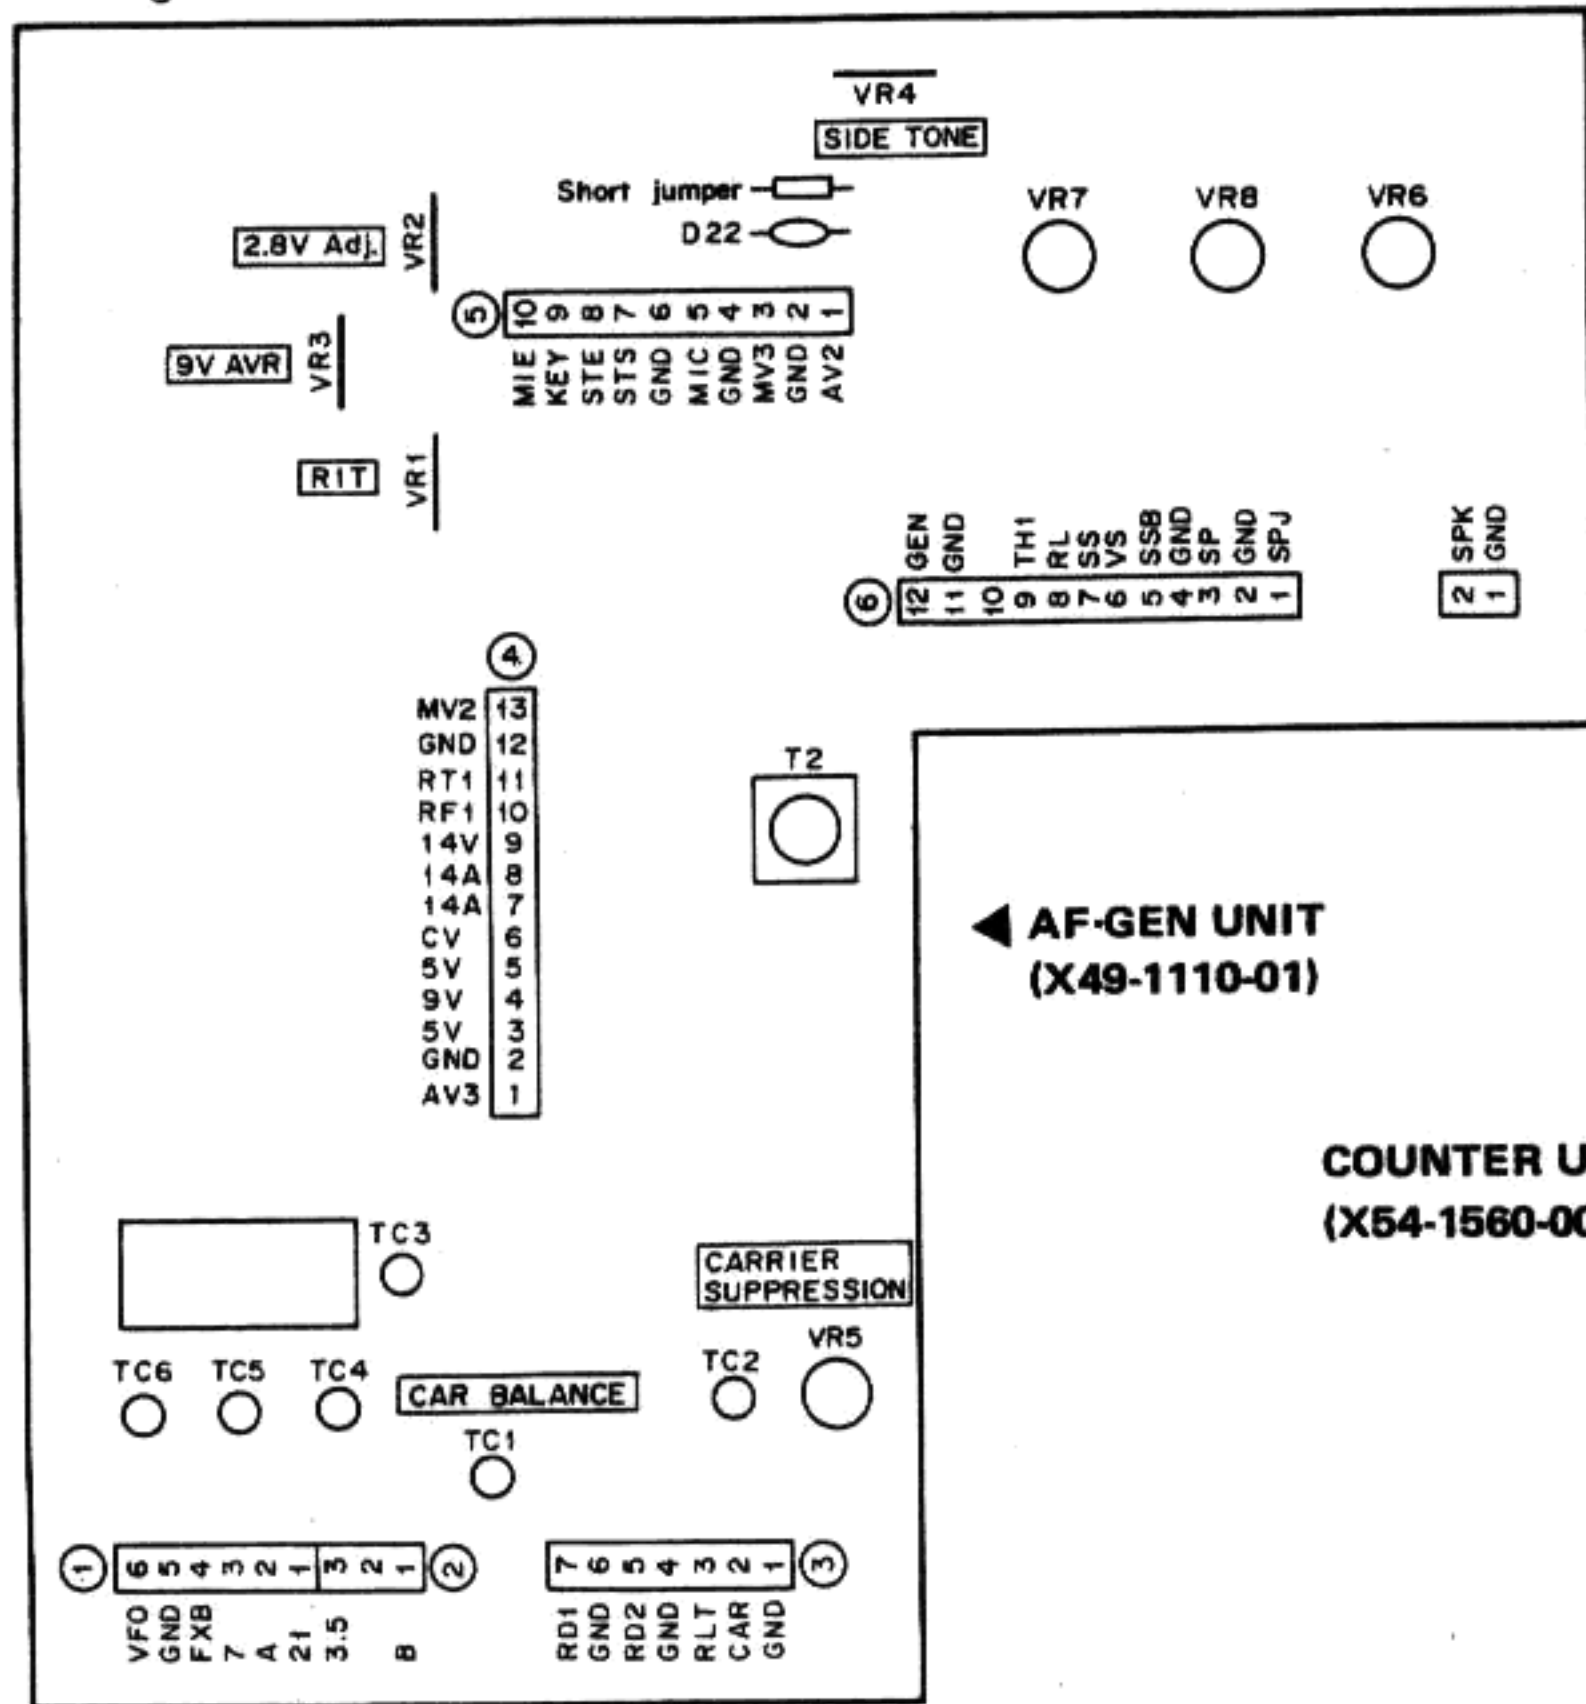 VR4
SIDE TONE
Short jumper
D22
VR7 VR8 VR6
2.8V Adj. VR2
5 10 9 8 7 6 5 4 3 2 1
MIE KEY STE STS GND MIC GND MV3 GND AV2
9V AVR VR3
RIT VR1
GEN GND TH1 RL SS VS SSB GND SP GND SPJ
6 12 11 10 9 8 7 6 5 4 3 2 1
SPK GND
2 1
4
MV2 13
GND 12
RT1 11
RF1 10
14V 9
14A 8
14A 7
CV 6
5V 5
9V 4
5V 3
GND 2
AV3 1
T2
AF-GEN UNIT
(X49-1110-01)
COUNTER U
(X54-1560-00
TC3
CARRIER
SUPPRESSION
VR5
TC6 TC5 TC4
CAR BALANCE
TC2
TC1
1 6 5 4 3 2 1 3 2 1 2
VFO GND FXB 7 A 21 3.5 B
7 6 5 4 3 2 1 3
RD1 GND RD2 GND RLT CAR GND